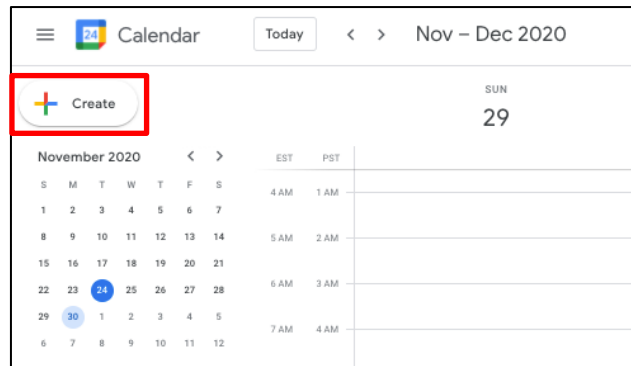 24 Calendar Today < > Nov – Dec 2020
Create
SUN
29
November 2020 < >
S M T W T F S
1 2 3 4 5 6 7
8 9 10 11 12 13 14
15 16 17 18 19 20 21
22 23 24 25 26 27 28
29 30 1 2 3 4 5
6 7 8 9 10 11 12
EST PST
4 AM 1 AM
5 AM 2 AM
6 AM 3 AM
7 AM 4 AM